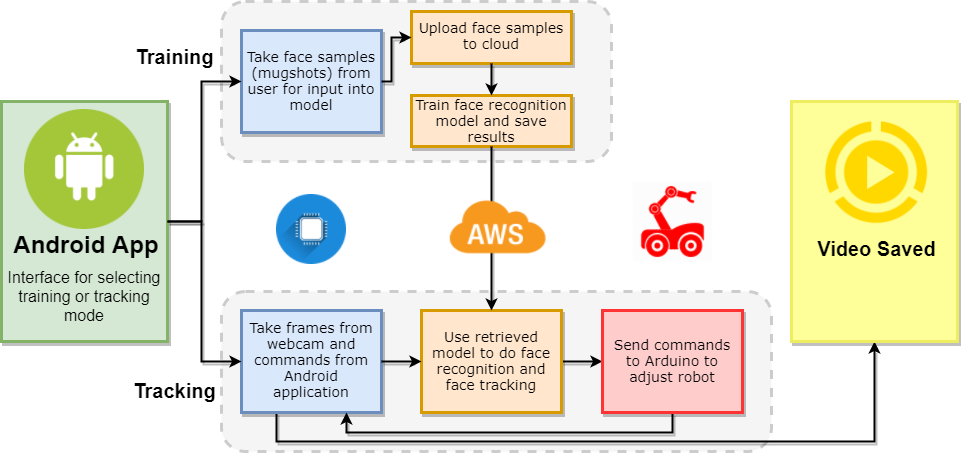 Training
Take face samples
(mugshots) from
user for input into
model
Upload face samples
to cloud
Train face recognition
model and save
results
Android App
Interface for selecting
training or tracking
mode
AWS
Video Saved
Tracking
Take frames from
webcam and
commands from
Android
application
Use retrieved
model to do face
recognition and
face tracking
Send commands
to Arduino to
adjust robot